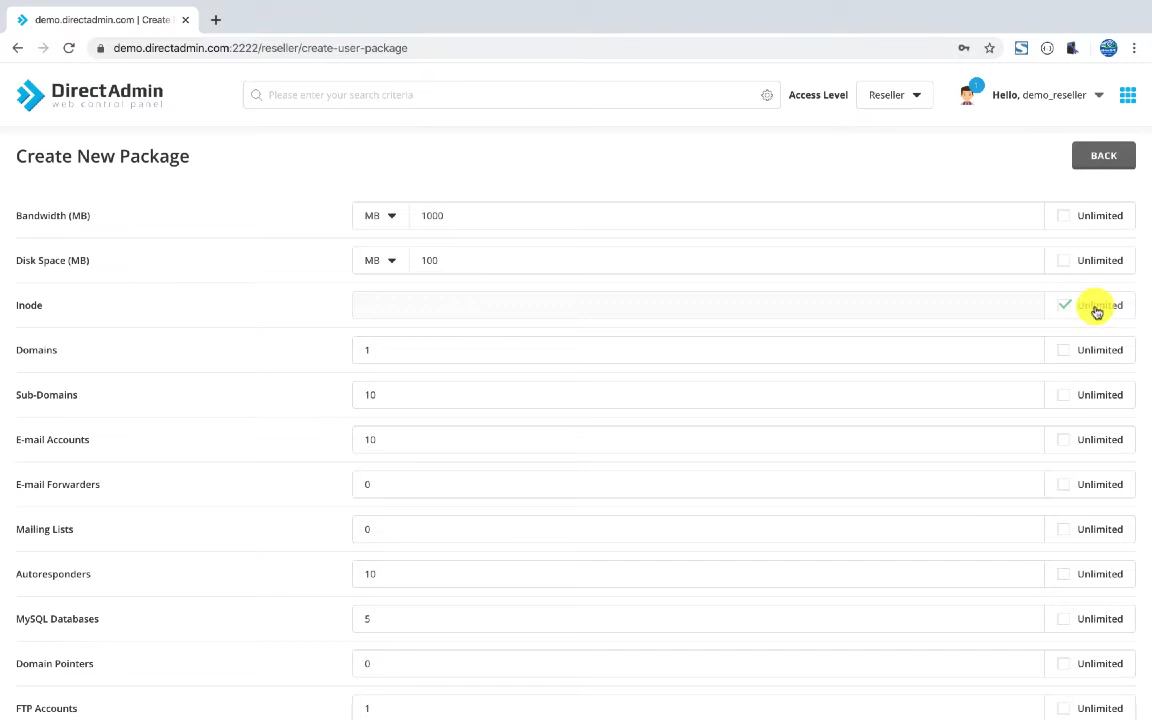 demo.directadmin.com | Create
demo.directadmin.com:2222/reseller/create-user-package
DirectAdmin
web control panel
Please enter your search criteria
Access Level
Reseller
1
Hello, demo_reseller
Create New Package
BACK
Bandwidth (MB) MB 1000 Unlimited
Disk Space (MB) MB 100 Unlimited
Inode Unlimited
Domains 1 Unlimited
Sub-Domains 10 Unlimited
E-mail Accounts 10 Unlimited
E-mail Forwarders 0 Unlimited
Mailing Lists 0 Unlimited
Autoresponders 10 Unlimited
MySQL Databases 5 Unlimited
Domain Pointers 0 Unlimited
FTP Accounts 1 Unlimited